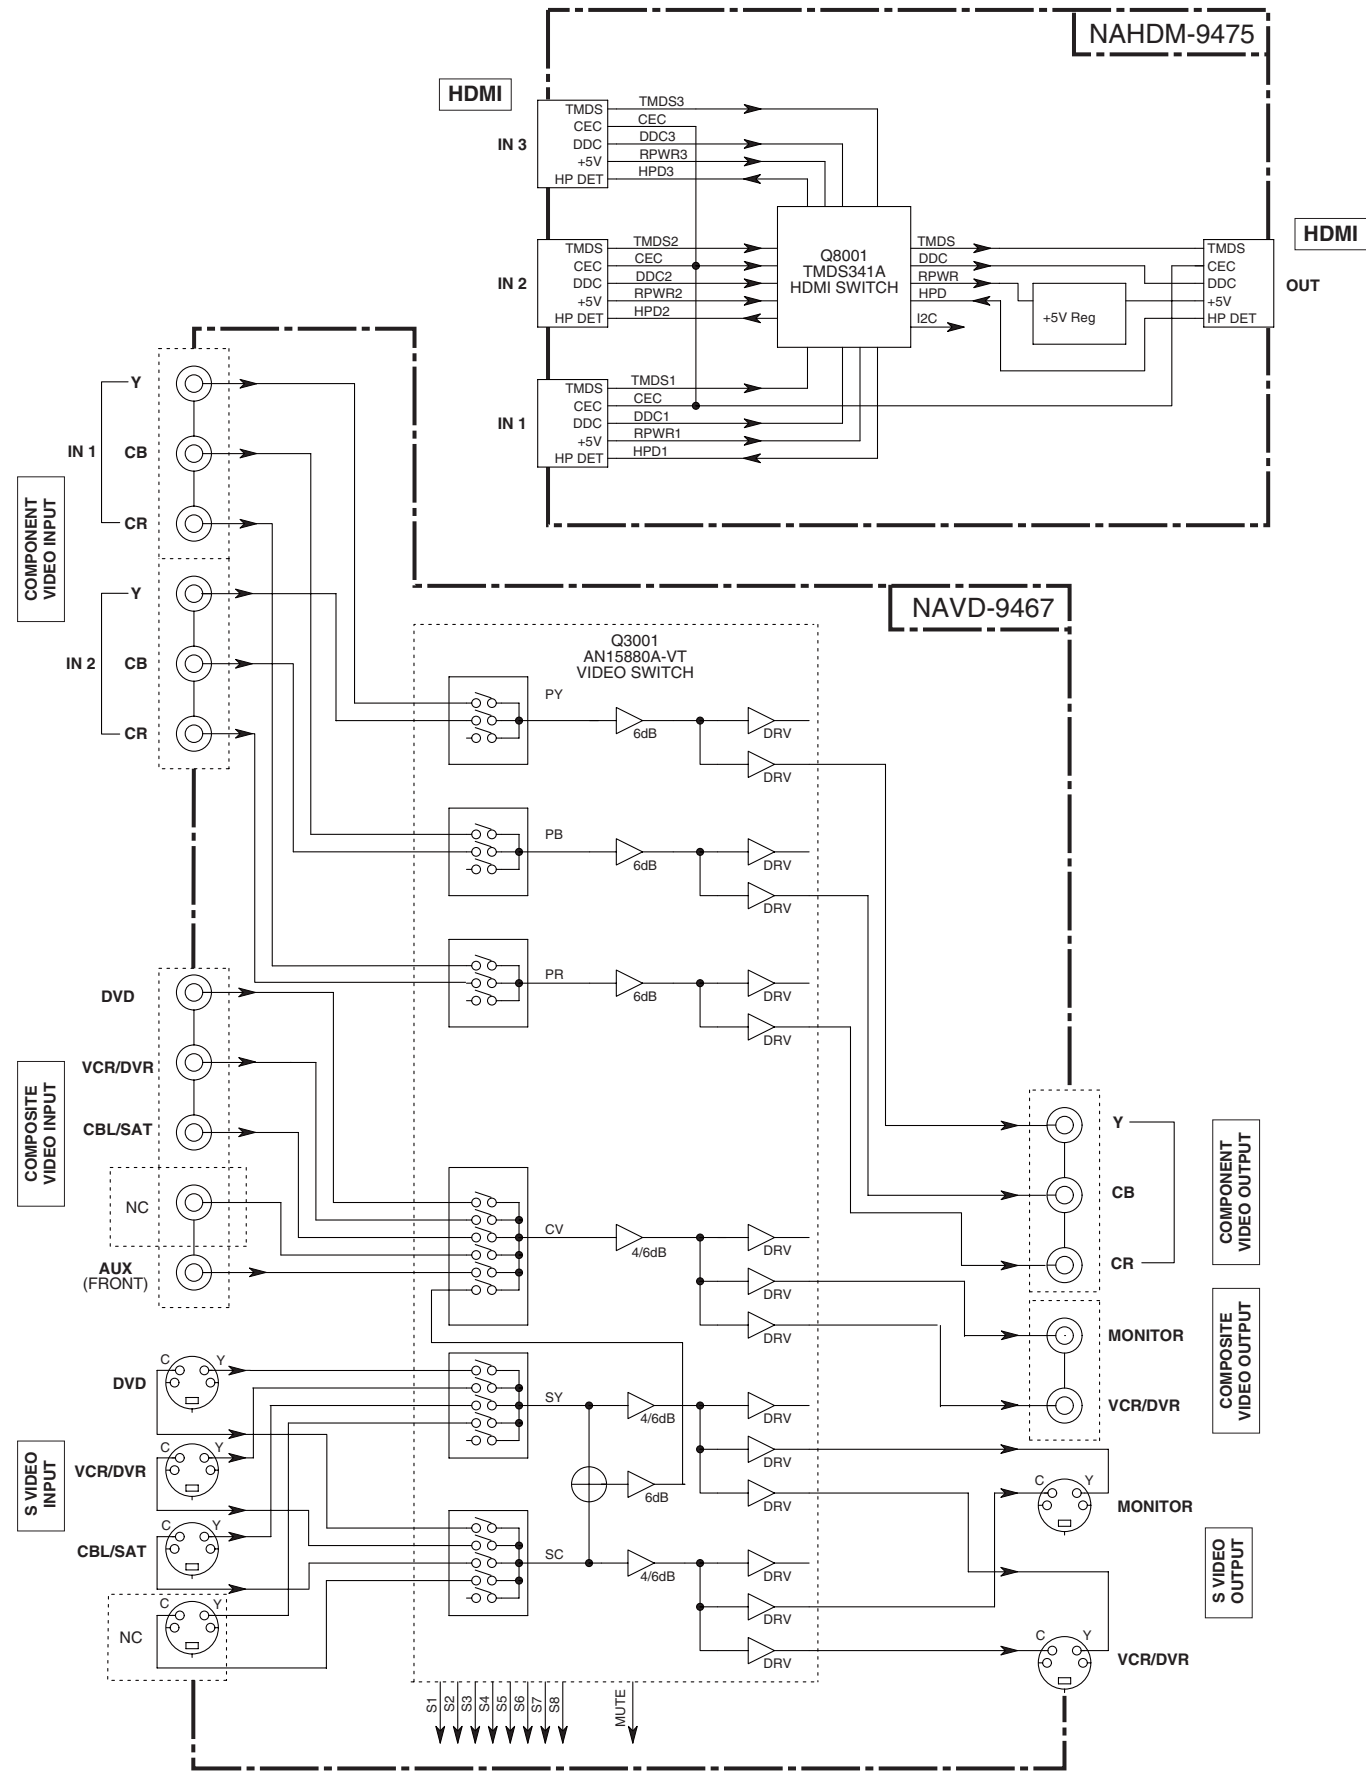 NAHDM-9475
HDMI
IN 3
TMDS
CEC
DDC
+5V
HP DET
TMDS3
CEC
DDC3
RPWR3
HPD3
IN 2
TMDS
CEC
DDC
+5V
HP DET
TMDS2
CEC
DDC2
RPWR2
HPD2
IN 1
TMDS
CEC
DDC
+5V
HP DET
TMDS1
CEC
DDC1
RPWR1
HPD1
Q8001
TMDS341A
HDMI SWITCH
TMDS
DDC
RPWR
HPD
I2C
+5V Reg
TMDS
CEC
DDC
+5V
HP DET
HDMI
OUT
NAVD-9467
COMPONENT
VIDEO INPUT
IN 1
Y
CB
CR
IN 2
Y
CB
CR
Q3001
AN15880A-VT
VIDEO SWITCH
PY
6dB
DRV
DRV
PB
6dB
DRV
DRV
PR
6dB
DRV
DRV
COMPOSITE
VIDEO INPUT
DVD
VCR/DVR
CBL/SAT
NC
AUX
(FRONT)
CV
4/6dB
DRV
DRV
DRV
S VIDEO
INPUT
DVD
C
Y
VCR/DVR
C
Y
CBL/SAT
C
Y
NC
C
Y
SY
4/6dB
DRV
DRV
DRV
6dB
SC
4/6dB
DRV
DRV
DRV
S1
S2
S3
S4
S5
S6
S7
S8
MUTE
Y
CB
CR
COMPONENT
VIDEO OUTPUT
MONITOR
VCR/DVR
COMPOSITE
VIDEO OUTPUT
C
Y
MONITOR
C
Y
VCR/DVR
S VIDEO
OUTPUT